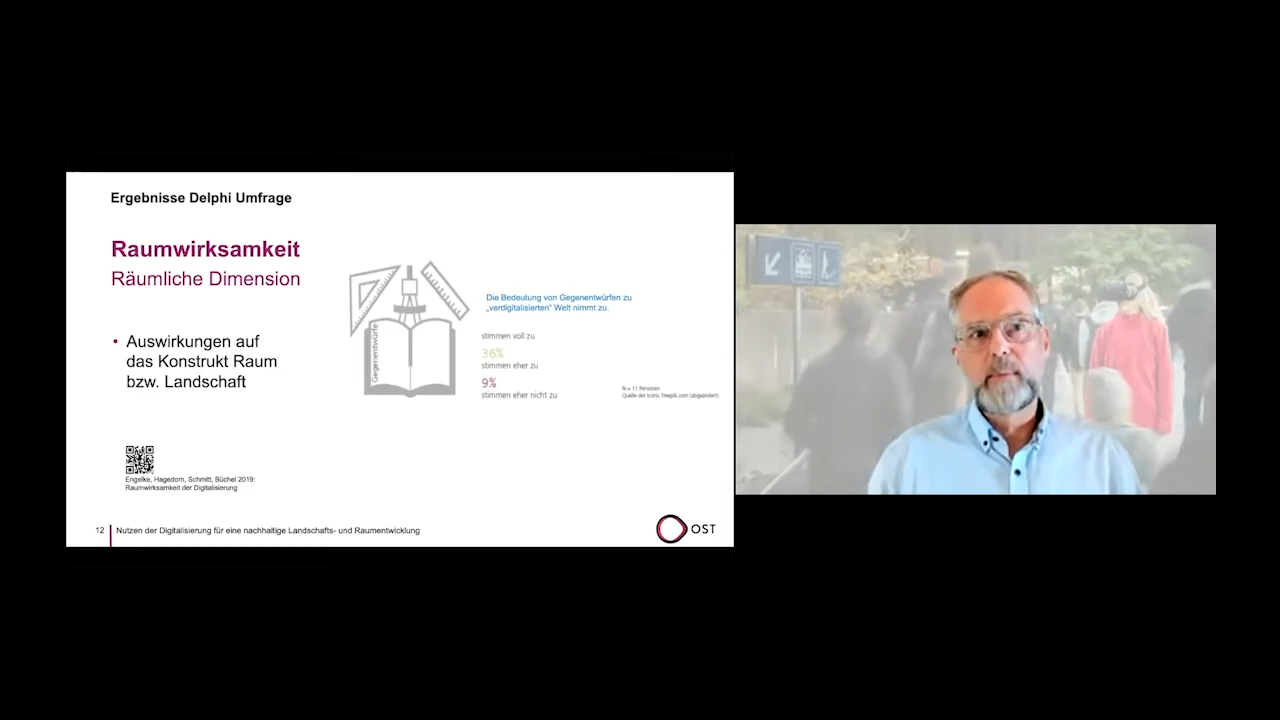 Ergebnisse Delphi Umfrage
Raumwirksamkeit
Räumliche Dimension
• Auswirkungen auf
das Konstrukt Raum
bzw. Landschaft
Gegenentwürfe
Die Bedeutung von Gegenentwürfen zu
„verdigitalisierten“ Welt nimmt zu.
stimmen voll zu
36%
stimmen eher zu
9%
stimmen eher nicht zu
N = 11 Personen
Quelle der Icons: freepik.com (abgeändert)
Engelke, Hagedorn, Schmitt, Büchel 2019:
Raumwirksamkeit der Digitalisierung
12 Nutzen der Digitalisierung für eine nachhaltige Landschafts- und Raumentwicklung
OST